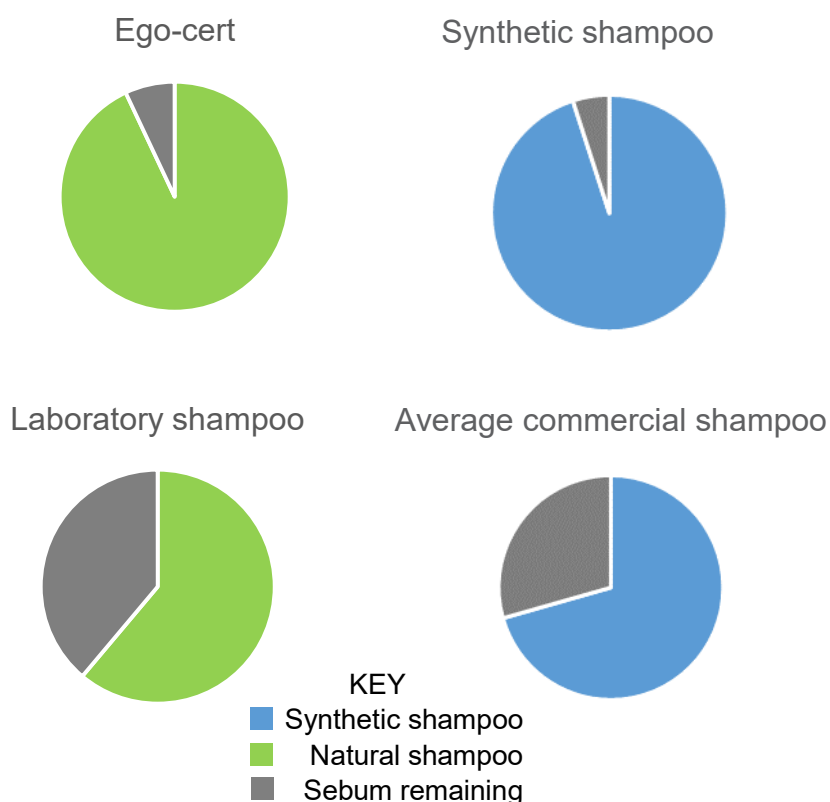 Ego-cert
Synthetic shampoo
Laboratory shampoo
Average commercial shampoo
KEY
Synthetic shampoo
Natural shampoo
Sebum remaining